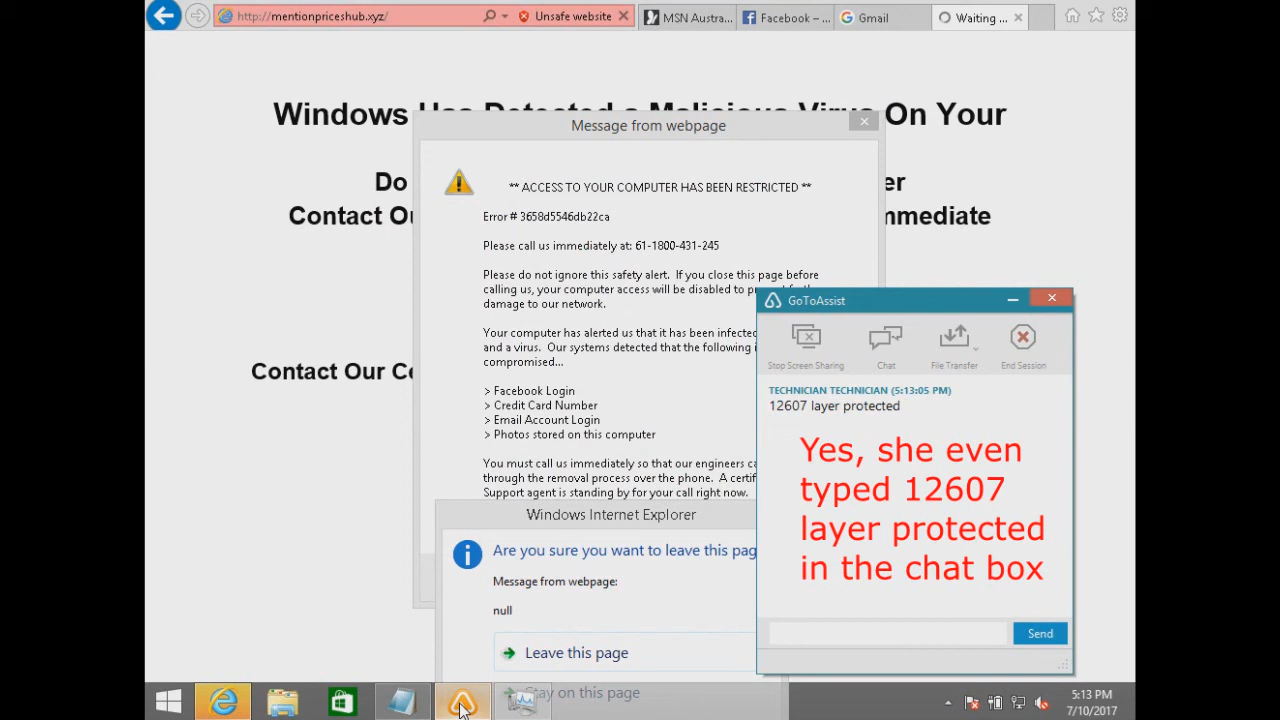 http://mentionpriceshub.xyz/
Unsafe website
MSN Austra...
Facebook – ...
Gmail
Waiting ...
Windows Has Detected a Malicious Virus On Your
Message from webpage
Do
er
** ACCESS TO YOUR COMPUTER HAS BEEN RESTRICTED **
Contact Ou
mmediate
Error # 3658d5546db22ca
Please call us immediately at: 61-1800-431-245
Please do not ignore this safety alert. If you close this page before
calling us, your computer access will be disabled to
damage to our network.
Your computer has alerted us that it has been infected
and a virus. Our systems detected that the following
compromised...
Contact Our Ce
> Facebook Login
> Credit Card Number
> Email Account Login
> Photos stored on this computer
You must call us immediately so that our engineers
through the removal process over the phone. A
Support agent is standing by for your call right now.
Windows Internet Explorer
Are you sure you want to leave this pag
Message from webpage:
null
Leave this page
Stay on this page
GoToAssist
Stop Screen Sharing
Chat
File Transfer
End Session
TECHNICIAN TECHNICIAN (5:13:05 PM)
12607 layer protected
Yes, she even
typed 12607
layer protected
in the chat box
Send
5:13 PM
7/10/2017